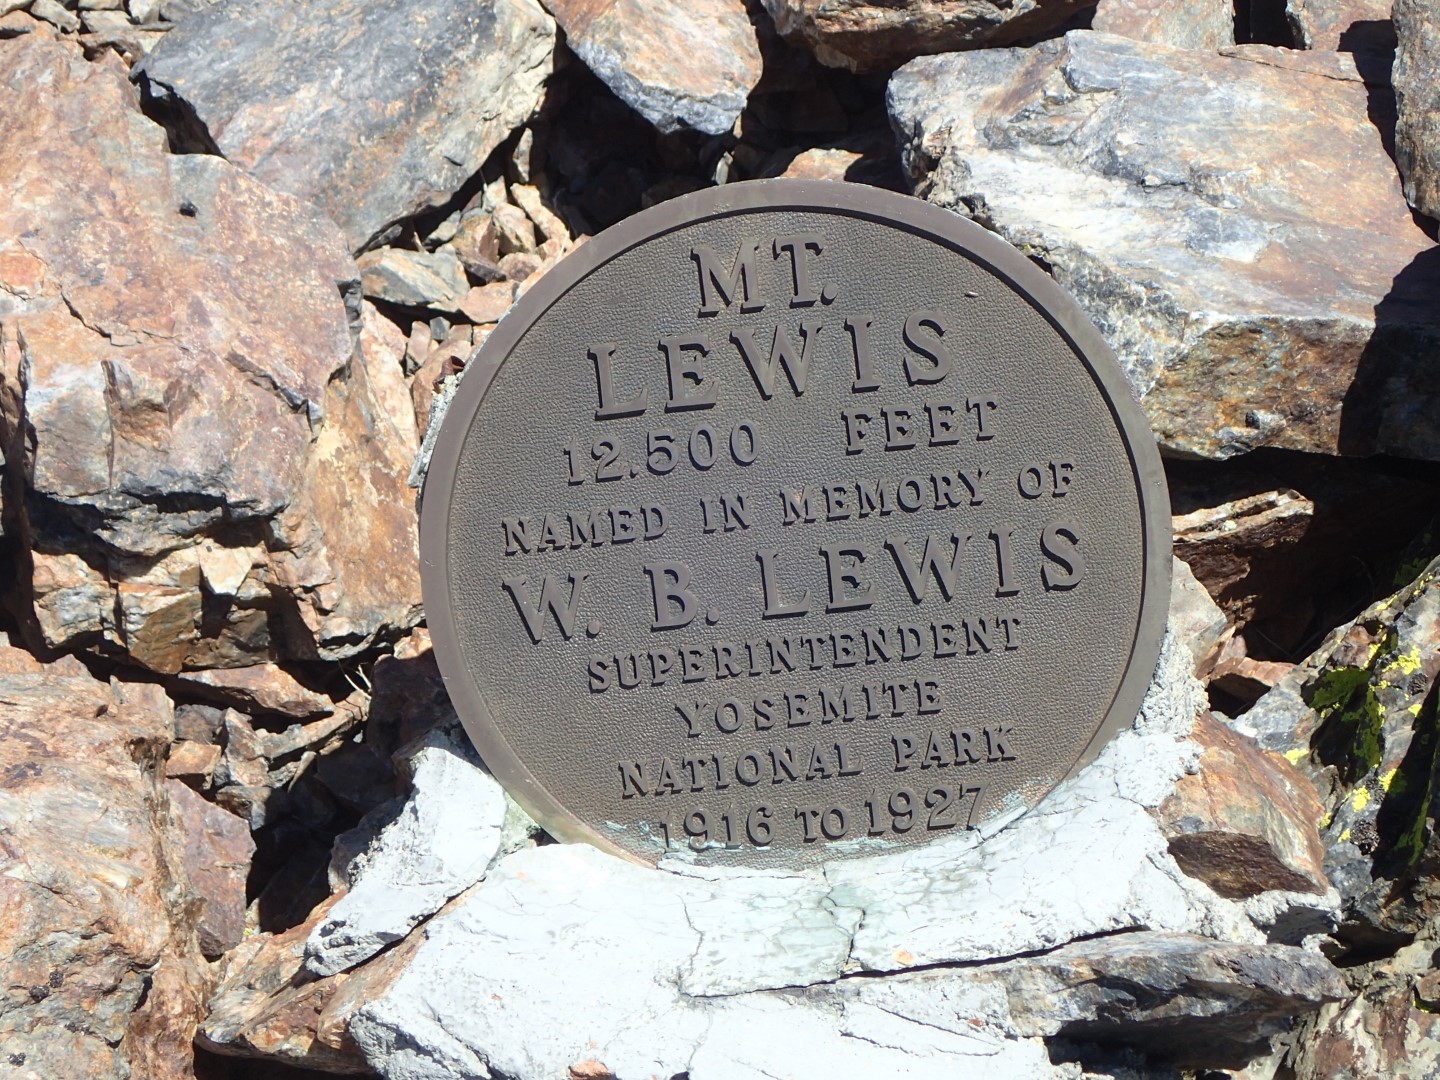 MT.
LEWIS
12,500 FEET
NAMED IN MEMORY OF
W. B. LEWIS
SUPERINTENDENT
YOSEMITE
NATIONAL PARK
1916 TO 1927